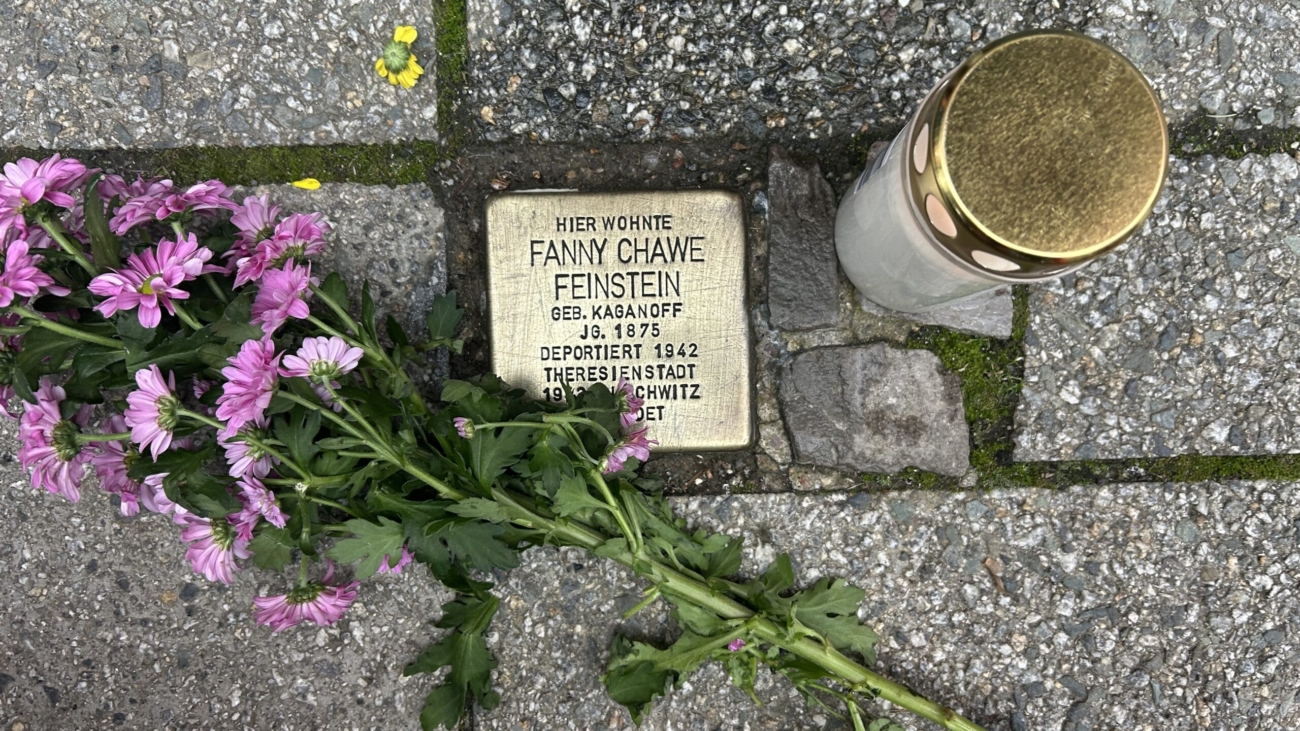 HIER WOHNTE
FANNY CHAWE
FEINSTEIN
GEB. KAGANOFF
JG. 1875
DEPORTIERT 1942
THERESIENSTADT